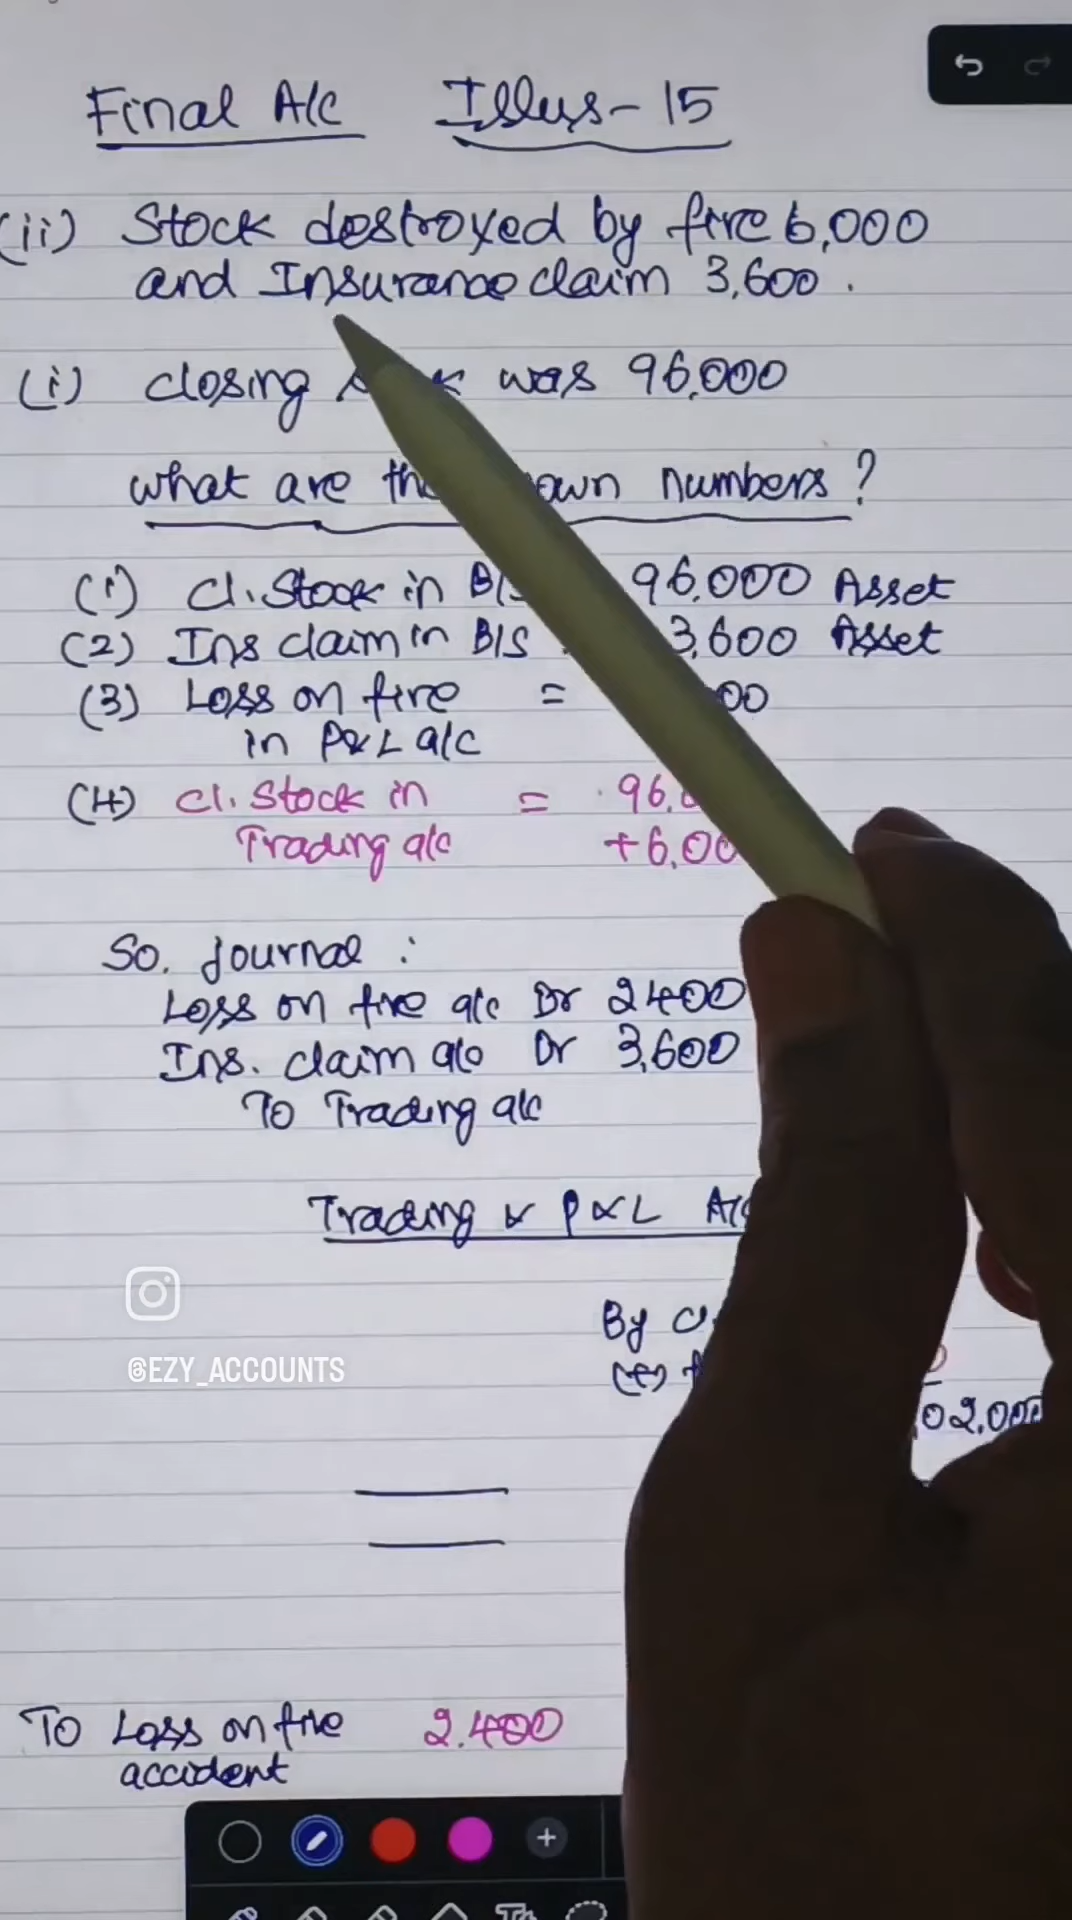 Final A/c Illus-15
(ii) Stock destroyed by fire 6,000
and Insurance claim 3,600.
(i) closing was 96,000
what are numbers?
(1) Cl. Stock in B/S 96,000 Asset
(2) Ins claim in B/S 3,600 Asset
(3) Loss on fire =
in P&L a/c
(4) Cl. Stock in =
Trading a/c
So, Journal :
Loss on fire a/c Dr 2400
Ins. claim a/c Dr 3,600
To Trading a/c
Trading & P&L A/c
@EZY_ACCOUNTS
By
(+)
To Loss on fire 2,400
accident